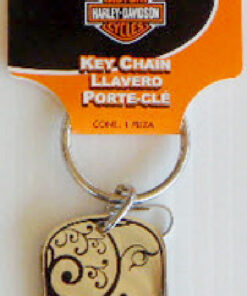 HARLEY-DAVIDSON
CYCLES
KEY CHAIN
LLAVERO
PORTE-CLÉ
CONT. 1 PIEZA